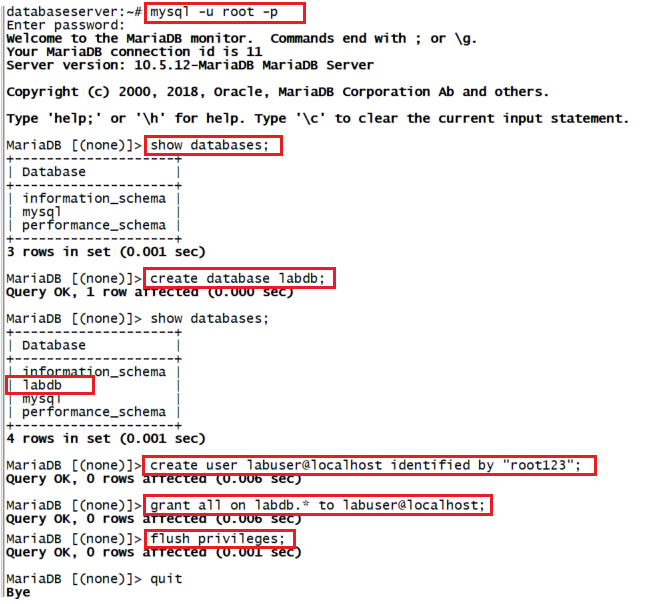 databaseserver:~# mysql -u root -p
Enter password:
Welcome to the MariaDB monitor.  Commands end with ; or \g.
Your MariaDB connection id is 11
Server version: 10.5.12-MariaDB MariaDB Server
Copyright (c) 2000, 2018, Oracle, MariaDB Corporation Ab and others.
Type 'help;' or '\h' for help. Type '\c' to clear the current input statement.
MariaDB [(none)]> show databases;
+--------------------+
| Database           |
+--------------------+
| information_schema |
| mysql              |
| performance_schema |
+--------------------+
3 rows in set (0.001 sec)
MariaDB [(none)]> create database labdb;
Query OK, 1 row affected (0.000 sec)
MariaDB [(none)]> show databases;
+--------------------+
| Database           |
+--------------------+
| information_schema |
| labdb              |
| mysql              |
| performance_schema |
+--------------------+
4 rows in set (0.001 sec)
MariaDB [(none)]> create user labuser@localhost identified by "root123";
Query OK, 0 rows affected (0.006 sec)
MariaDB [(none)]> grant all on labdb.* to labuser@localhost;
Query OK, 0 rows affected (0.006 sec)
MariaDB [(none)]> flush privileges;
Query OK, 0 rows affected (0.001 sec)
MariaDB [(none)]> quit
Bye